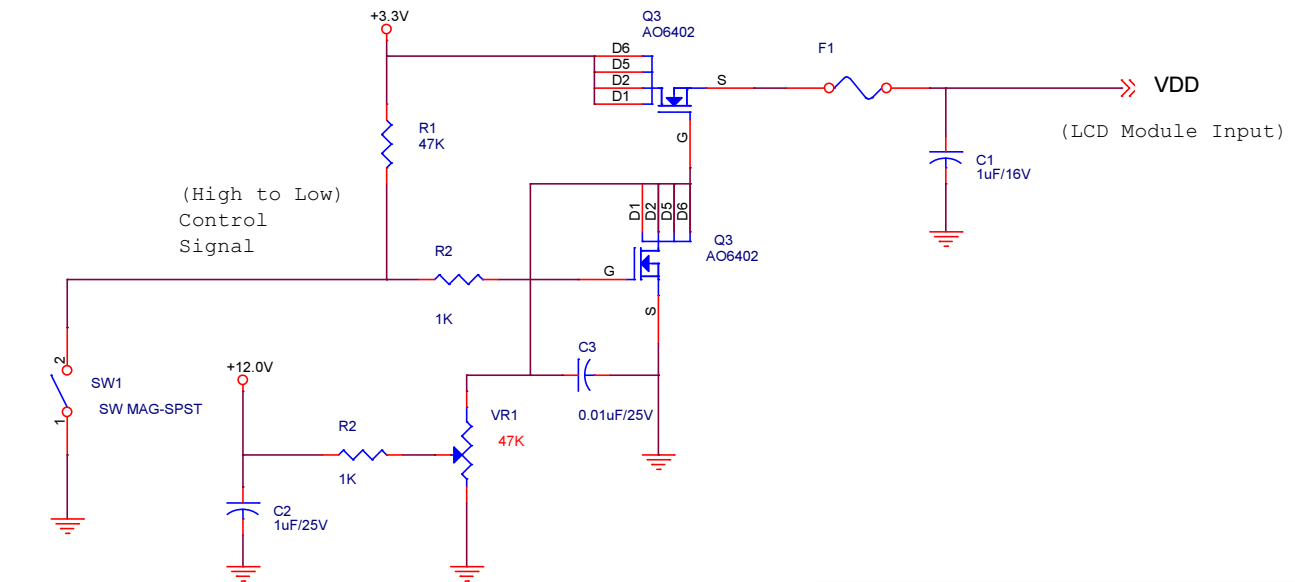 +3.3V
Q3
AO6402
D6
D5
D2
D1
S
G
F1
VDD
(LCD Module Input)
R1
47K
C1
1uF/16V
(High to Low)
Control
Signal
D1
D2
D5
D6
Q3
AO6402
R2
1K
G
S
C3
0.01uF/25V
2
SW1
SW MAG-SPST
1
+12.0V
VR1
47K
R2
1K
C2
1uF/25V